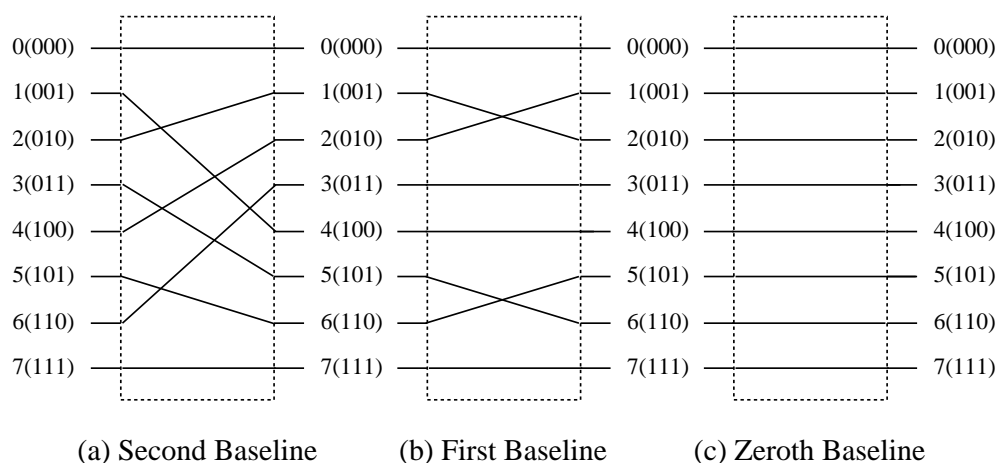 0(000) 0(000) 0(000) 0(000)
1(001) 1(001) 1(001) 1(001)
2(010) 2(010) 2(010) 2(010)
3(011) 3(011) 3(011) 3(011)
4(100) 4(100) 4(100) 4(100)
5(101) 5(101) 5(101) 5(101)
6(110) 6(110) 6(110) 6(110)
7(111) 7(111) 7(111) 7(111)
(a) Second Baseline (b) First Baseline (c) Zeroth Baseline